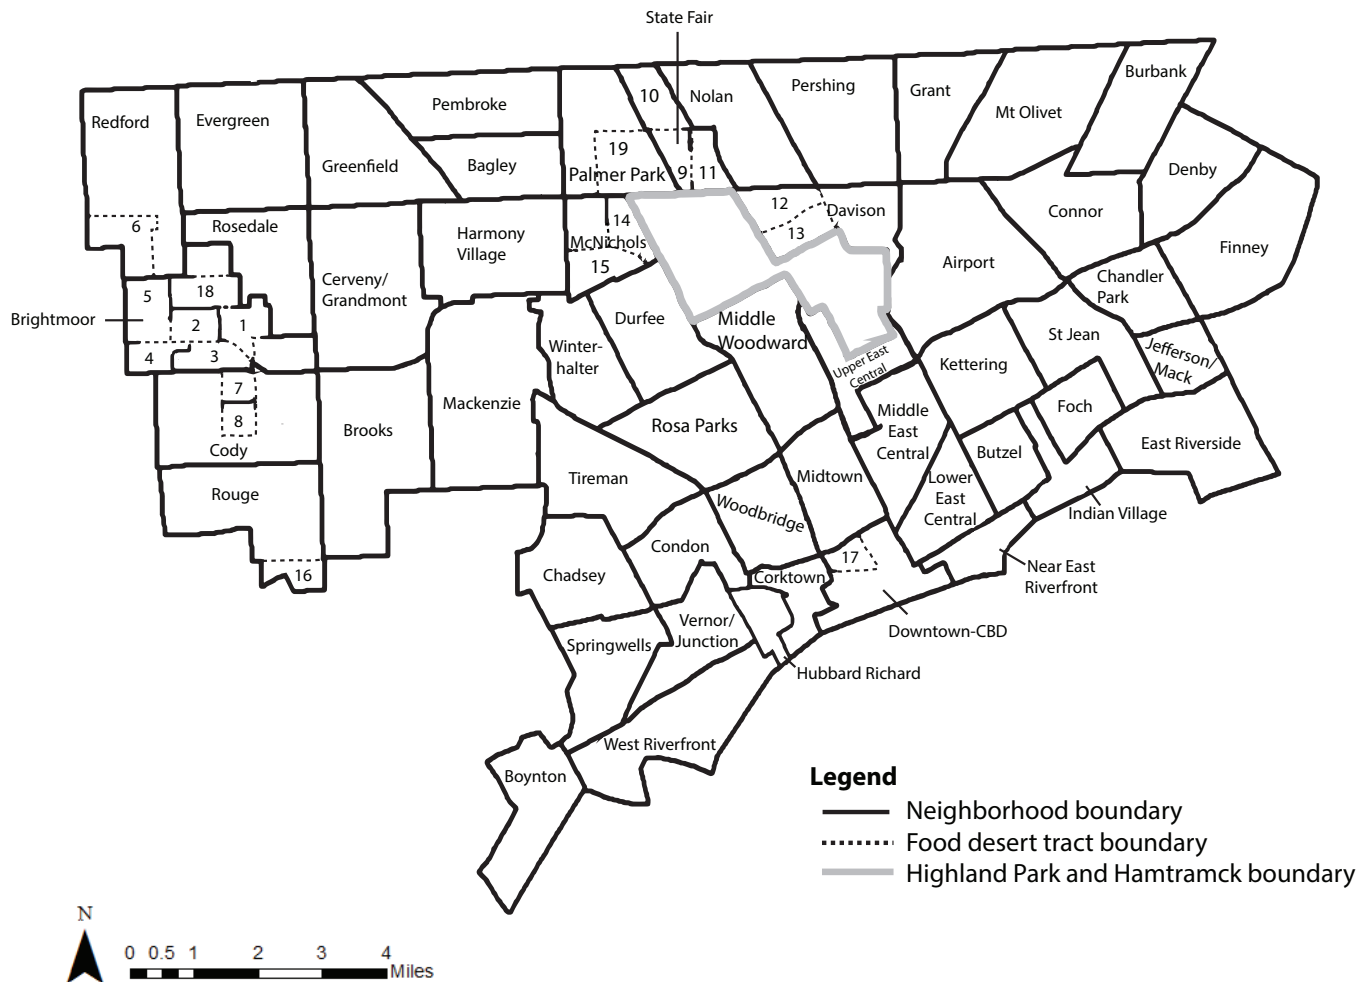 State Fair
Burbank
Pershing
Grant
10
Nolan
Pembroke
Mt Olivet
Redford
Evergreen
19
Greenfield
Bagley
Palmer Park
9
11
Denby
6
Rosedale
14
12
Davison
Connor
Harmony
Village
McNichols
13
Finney
15
Airport
5
18
Cerveny/
Grandmont
Chandler
Park
Brightmoor
2
1
Durfee
Middle
Woodward
St Jean
4
3
Winter-
halter
Upper East
Central
Kettering
Jefferson/
Mack
7
8
Mackenzie
Middle
East
Central
Foch
Cody
Brooks
Rosa Parks
Butzel
East Riverside
Rouge
Tireman
Midtown
Lower
East
Central
Woodbridge
Indian Village
Condon
17
16
Chadsey
Corktown
Near East
Riverfront
Springwells
Vernor/
Junction
Downtown-CBD
Hubbard Richard
West Riverfront
Boynton
Legend
Neighborhood boundary
Food desert tract boundary
Highland Park and Hamtramck boundary
N
0 0.5 1 2 3 4
Miles